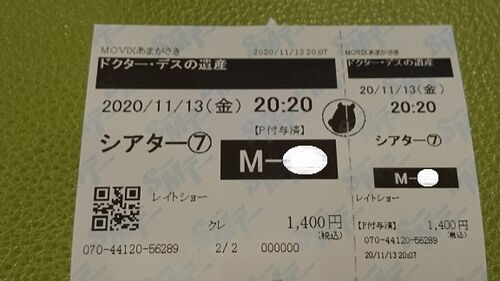 MOVIXあまがさき 2020/11/13 20:07
ドクター・デスの遺産
2020/11/13(金) 20:20
【P付与済】
シアター⑦
M-
レイトショー
クレ 1,400円
(税込)
070-44120-56289 2/2 000000
MOVIXあまがさき
ドクター・デスの遺産
20/11/13(金)
20:20
シアター⑦
M-
レイトショー
【P付与済】 1,400円
070-44120-56289 (税込)
20/11/13 20:07